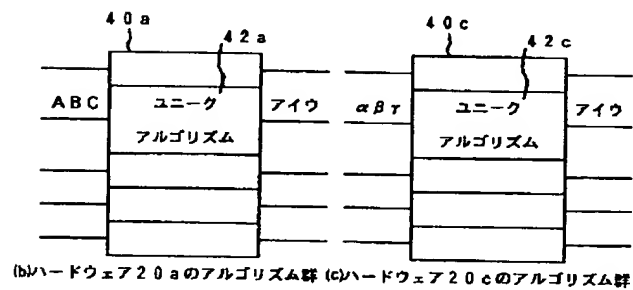 40a
42a
ABC
ユニーク
アルゴリズム
アイウ
(b)ハードウェア20aのアルゴリズム群
40c
42c
αβτ
ユニーク
アルゴリズム
アイウ
(c)ハードウェア20cのアルゴリズム群